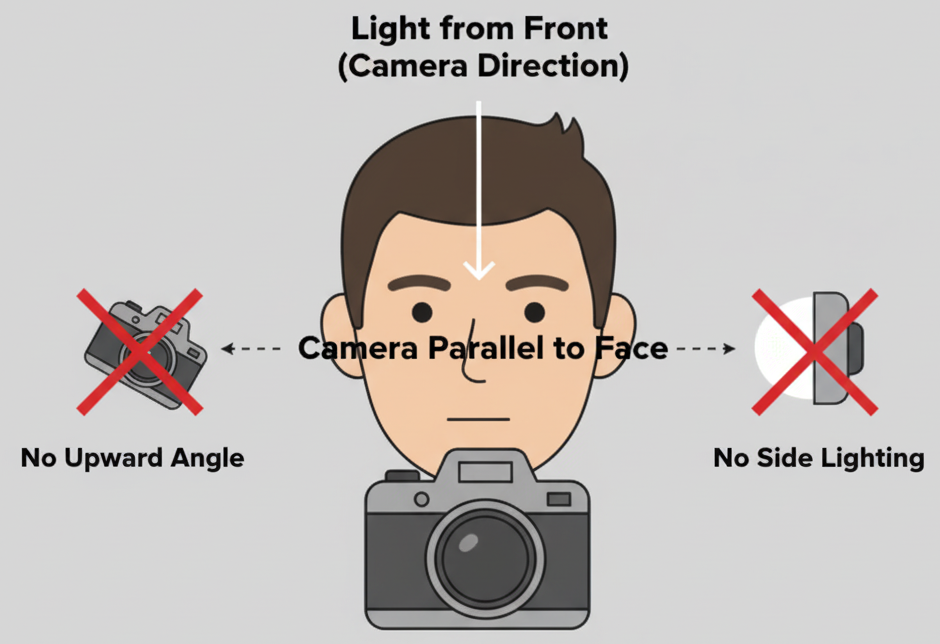 Light from Front
(Camera Direction)
Camera Parallel to Face
No Upward Angle
No Side Lighting